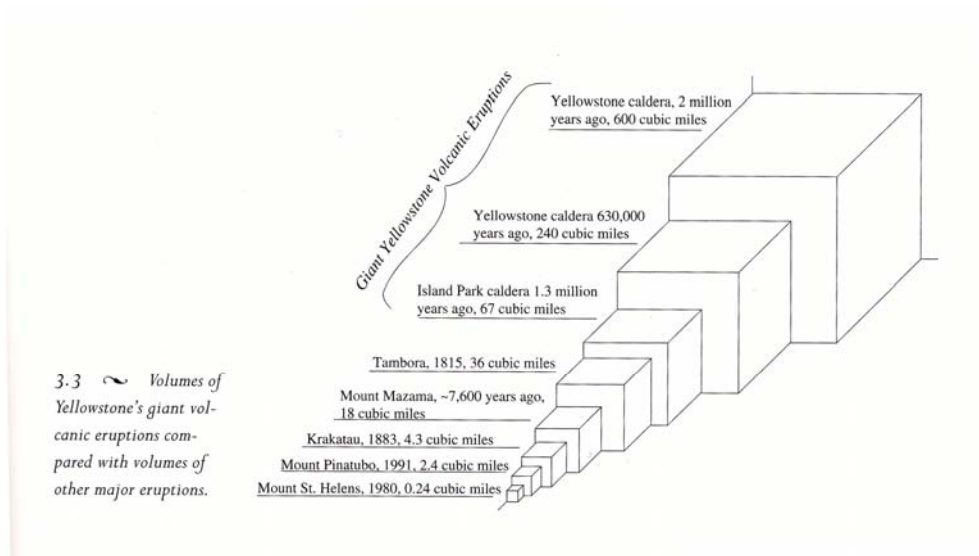 Giant Yellowstone Volcanic Eruptions
Yellowstone caldera, 2 million
years ago, 600 cubic miles
Yellowstone caldera 630,000
years ago, 240 cubic miles
Island Park caldera 1.3 million
years ago, 67 cubic miles
Tambora, 1815, 36 cubic miles
Mount Mazama, ~7,600 years ago,
18 cubic miles
Krakatau, 1883, 4.3 cubic miles
Mount Pinatubo, 1991, 2.4 cubic miles
Mount St. Helens, 1980, 0.24 cubic miles
3.3 ~ Volumes of
Yellowstone's giant vol-
canic eruptions com-
pared with volumes of
other major eruptions.